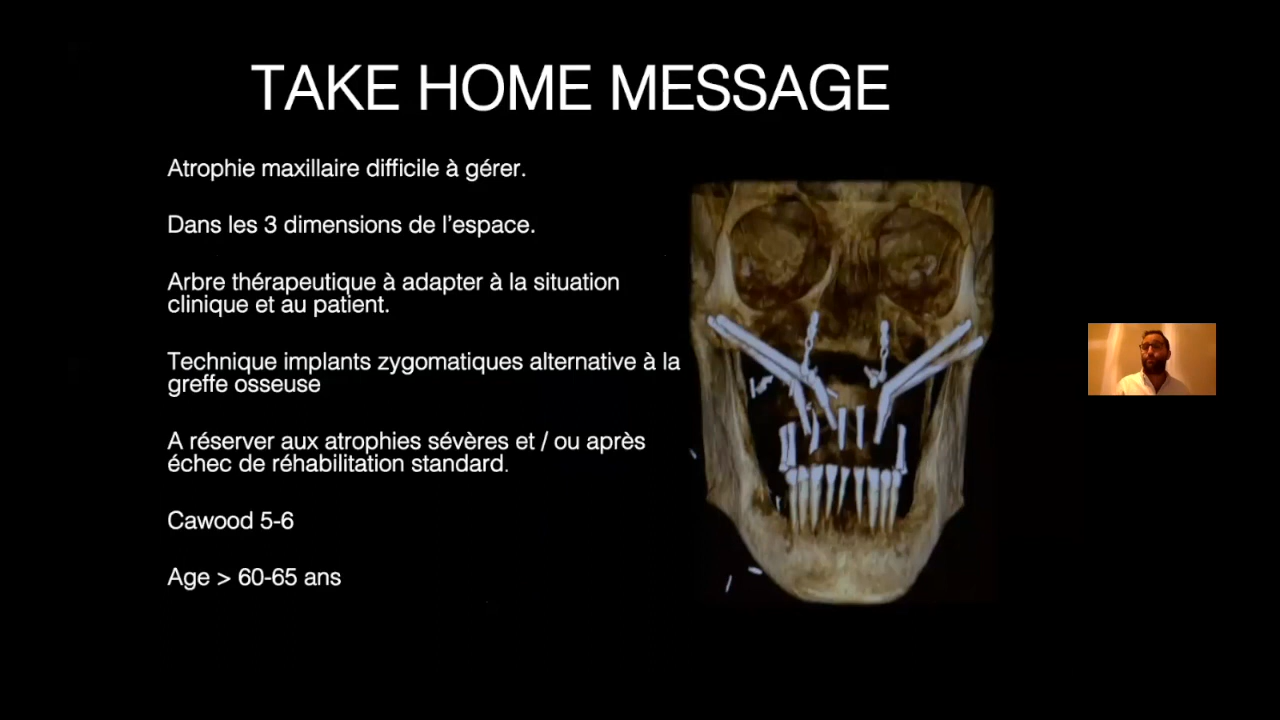 TAKE HOME MESSAGE
Atrophie maxillaire difficile à gérer.
Dans les 3 dimensions de l’espace.
Arbre thérapeutique à adapter à la situation
clinique et au patient.
Technique implants zygomatiques alternative à la
greffe osseuse
A réserver aux atrophies sévères et / ou après
échec de réhabilitation standard.
Cawood 5-6
Age > 60-65 ans